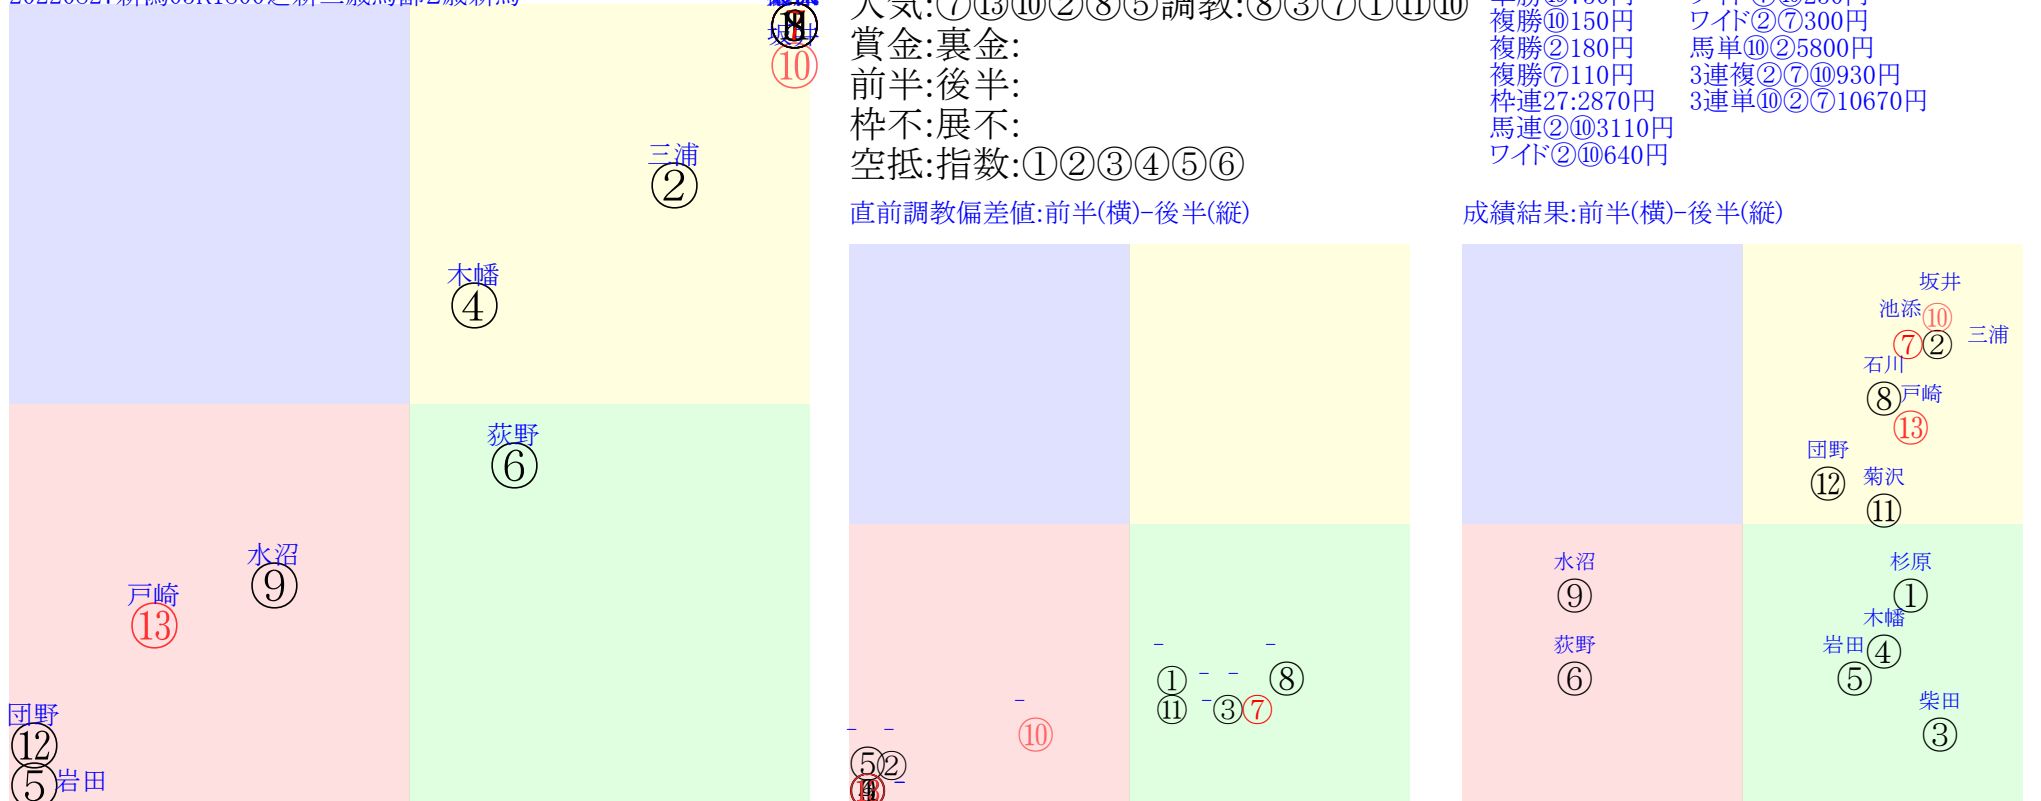 人気:⑦⑬⑩②⑧⑤調教:⑧③⑦①⑪⑩
賞金:裏金:
前半:後半:
枠不:展不:
空抵:指数:①②③④⑤⑥
複勝⑩150円
複勝②180円
複勝⑦110円
枠連27:2870円
馬連②⑩3110円
ワイド②⑩640円
ワイド②⑦300円
馬単⑩②5800円
3連複②⑦⑩930円
3連単⑩②⑦10670円
⑩
三浦
②
木幡
④
荻野
⑥
水沼
⑨
戸崎
⑬
団野
⑫
⑤岩田
直前調教偏差値:前半(横)-後半(縦)
①
⑧
⑪
③⑦
⑩
⑤②
成績結果:前半(横)-後半(縦)
坂井
池添⑩
三浦
⑦②
石川
⑧戸崎
⑬
団野
⑫
菊沢
⑪
水沼
⑨
杉原
①
木幡
④
荻野
⑥
岩田
⑤
柴田
③